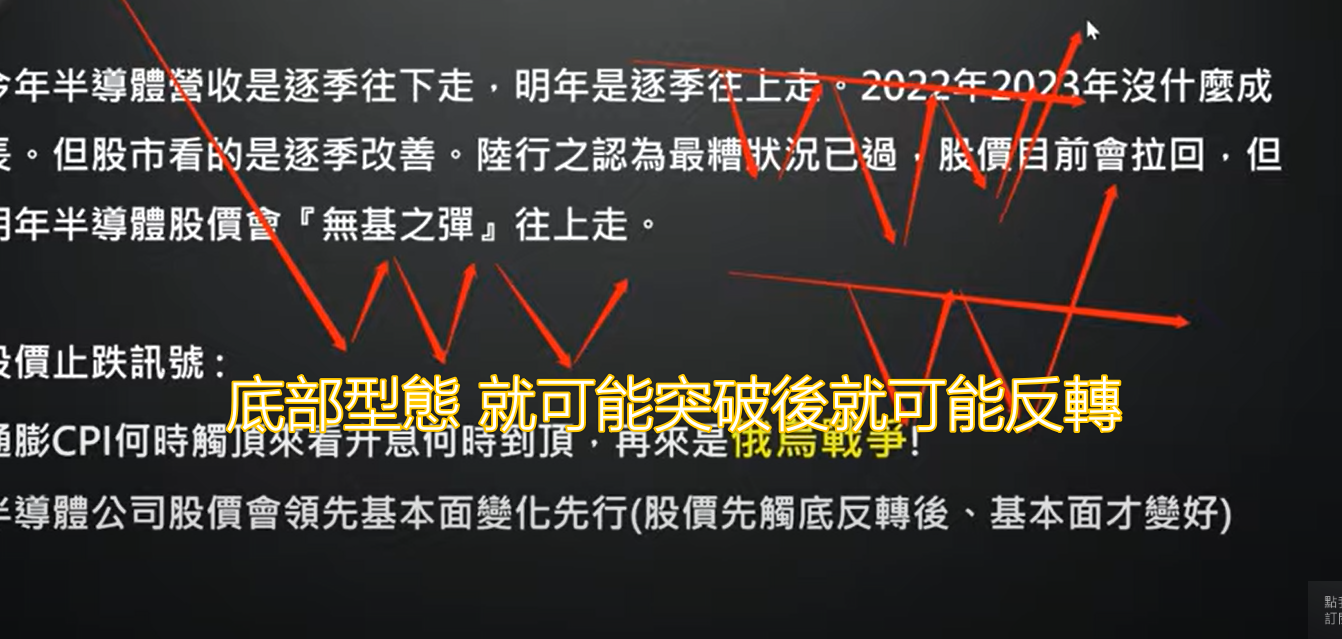 今年半導體營收是逐季往下走，明年是逐季往上走。2022年2023年沒什麼成
長。但股市看的是逐季改善。陸行之認為最糟狀況已過，股價目前會拉回，但
明年半導體股價會『無基之彈』往上走。
股價止跌訊號：
底部型態 就可能突破後就可能反轉
通膨CPI何時觸頂來看升息何時到頂，再來是俄烏戰爭!
半導體公司股價會領先基本面變化先行(股價先觸底反轉後、基本面才變好)